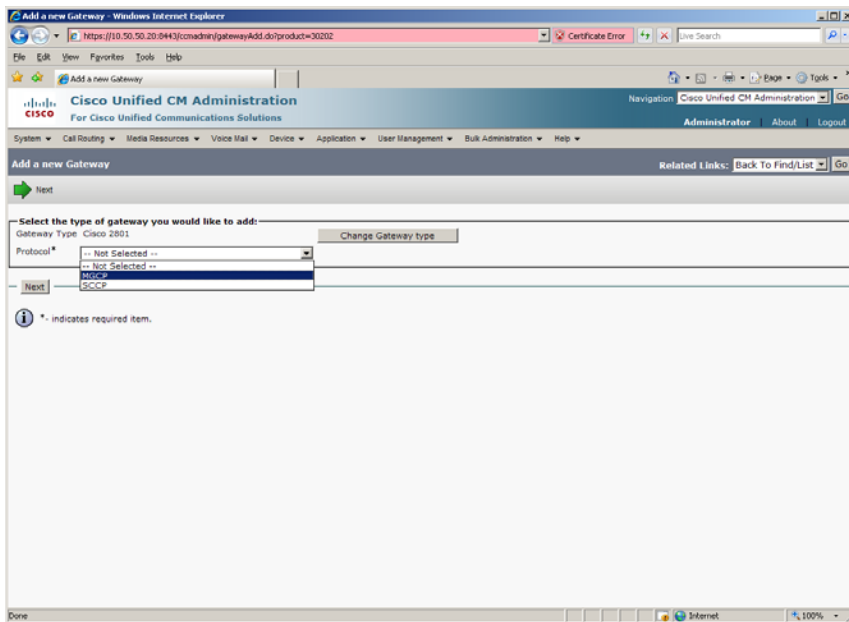 Add a new Gateway - Windows Internet Explorer
https://10.50.50.20:8443/ccmadmin/gatewayAdd.do?product=30202
Certificate Error
Live Search
File Edit View Favorites Tools Help
Add a new Gateway
Page Tools
Cisco Unified CM Administration
Navigation Cisco Unified CM Administration Go
CISCO
For Cisco Unified Communications Solutions
Administrator | About | Logout
System Call Routing Media Resources Voice Mail Device Application User Management Bulk Administration Help
Add a new Gateway
Related Links: Back To Find/List Go
Next
Select the type of gateway you would like to add:
Gateway Type Cisco 2801
Change Gateway type
Protocol* -- Not Selected --
-- Not Selected --
MGCP
SCCP
Next
*- indicates required item.
Done
Internet
100%